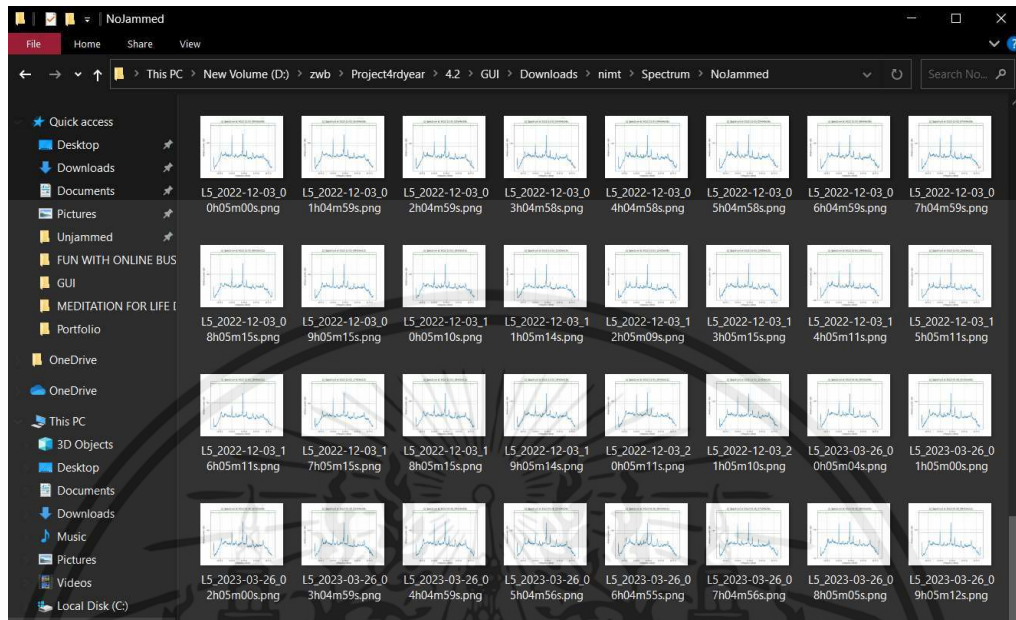 NoJammed
File Home Share View
This PC > New Volume (D:) > zwb > Project4rdyear > 4.2 > GUI > Downloads > nimt > Spectrum > NoJammed
Search No...
Quick access
Desktop
Downloads
Documents
Pictures
Unjammed
FUN WITH ONLINE BUS
GUI
MEDITATION FOR LIFE
Portfolio
OneDrive
OneDrive
This PC
3D Objects
Desktop
Documents
Downloads
Music
Pictures
Videos
Local Disk (C:)
L5_2022-12-03_0 L5_2022-12-03_0 L5_2022-12-03_0 L5_2022-12-03_0 L5_2022-12-03_0 L5_2022-12-03_0 L5_2022-12-03_0 L5_2022-12-03_0
0h05m00s.png 1h04m59s.png 2h04m59s.png 3h04m58s.png 4h04m58s.png 5h04m58s.png 6h04m59s.png 7h04m59s.png
L5_2022-12-03_0 L5_2022-12-03_0 L5_2022-12-03_1 L5_2022-12-03_1 L5_2022-12-03_1 L5_2022-12-03_1 L5_2022-12-03_1 L5_2022-12-03_1
8h05m15s.png 9h05m15s.png 0h05m10s.png 1h05m14s.png 2h05m09s.png 3h05m15s.png 4h05m11s.png 5h05m11s.png
L5_2022-12-03_1 L5_2022-12-03_1 L5_2022-12-03_1 L5_2022-12-03_1 L5_2022-12-03_2 L5_2022-12-03_2 L5_2023-03-26_0 L5_2023-03-26_0
6h05m11s.png 7h05m15s.png 8h05m15s.png 9h05m14s.png 0h05m11s.png 1h05m10s.png 0h05m04s.png 1h05m00s.png
L5_2023-03-26_0 L5_2023-03-26_0 L5_2023-03-26_0 L5_2023-03-26_0 L5_2023-03-26_0 L5_2023-03-26_0 L5_2023-03-26_0 L5_2023-03-26_0
2h05m00s.png 3h04m59s.png 4h04m59s.png 5h04m56s.png 6h04m55s.png 7h04m56s.png 8h05m05s.png 9h05m12s.png